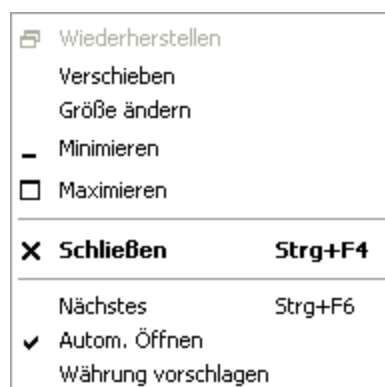 Wiederherstellen
Verschieben
Größe ändern
Minimieren
Maximieren
Schließen Strg+F4
Nächstes Strg+F6
Autom. Öffnen
Währung vorschlagen